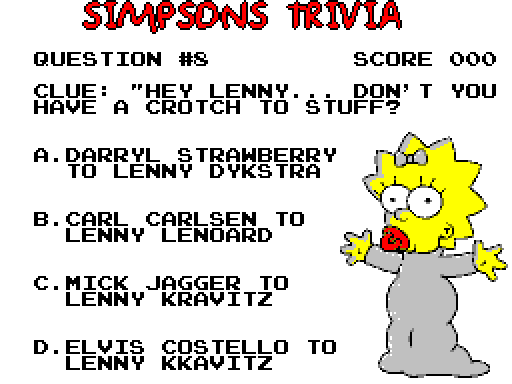 SIMPSONS TRIVIA
QUESTION #8 SCORE 000
CLUE: "HEY LENNY... DON'T YOU
HAVE A CROTCH TO STUFF?
A. DARRYL STRAWBERRY
TO LENNY DYKSTRA
B. CARL CARLSEN TO
LENNY LENOARD
C. MICK JAGGER TO
LENNY KRAVITZ
D. ELVIS COSTELLO TO
LENNY KKAVITZ